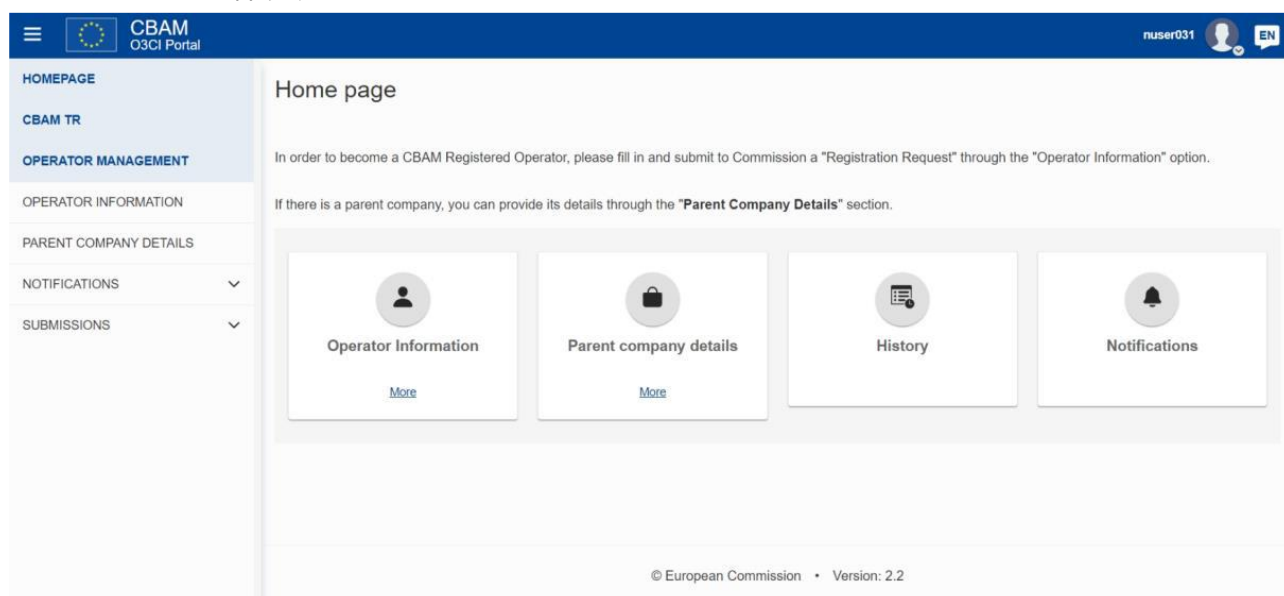 CBAM
O3CI Portal
nuser031
EN
HOMEPAGE
CBAM TR
OPERATOR MANAGEMENT
OPERATOR INFORMATION
PARENT COMPANY DETAILS
NOTIFICATIONS
SUBMISSIONS
Home page
In order to become a CBAM Registered Operator, please fill in and submit to Commission a "Registration Request" through the "Operator Information" option.
If there is a parent company, you can provide its details through the "Parent Company Details" section.
Operator Information
More
Parent company details
More
History
Notifications
© European Commission • Version: 2.2